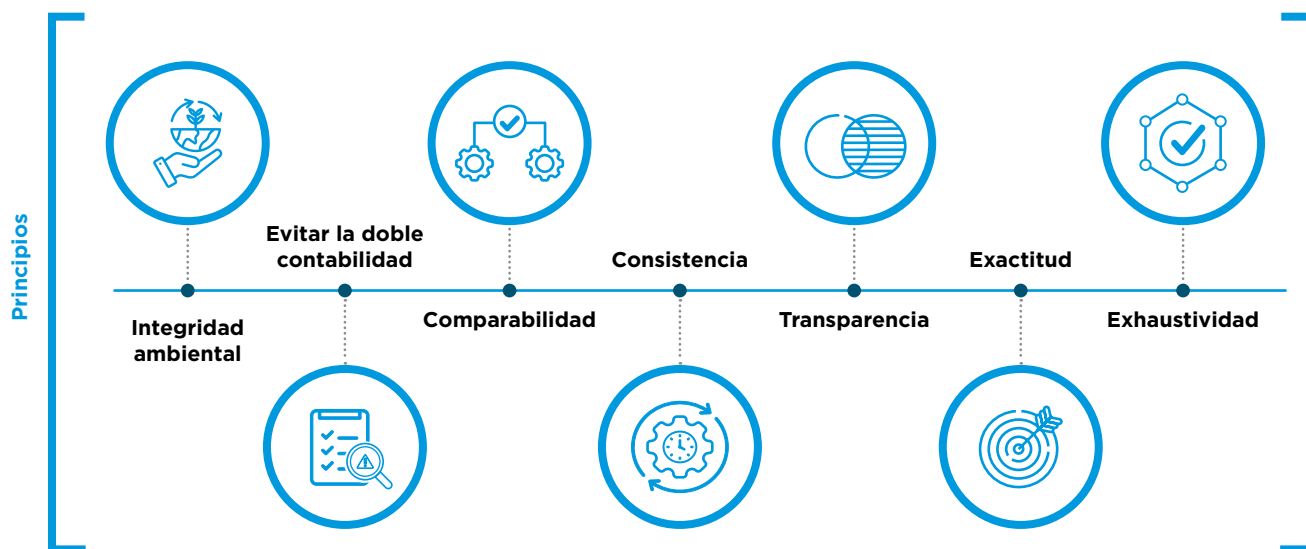 Principios
Integridad
ambiental
Evitar la doble
contabilidad
Comparabilidad
Consistencia
Transparencia
Exactitud
Exhaustividad